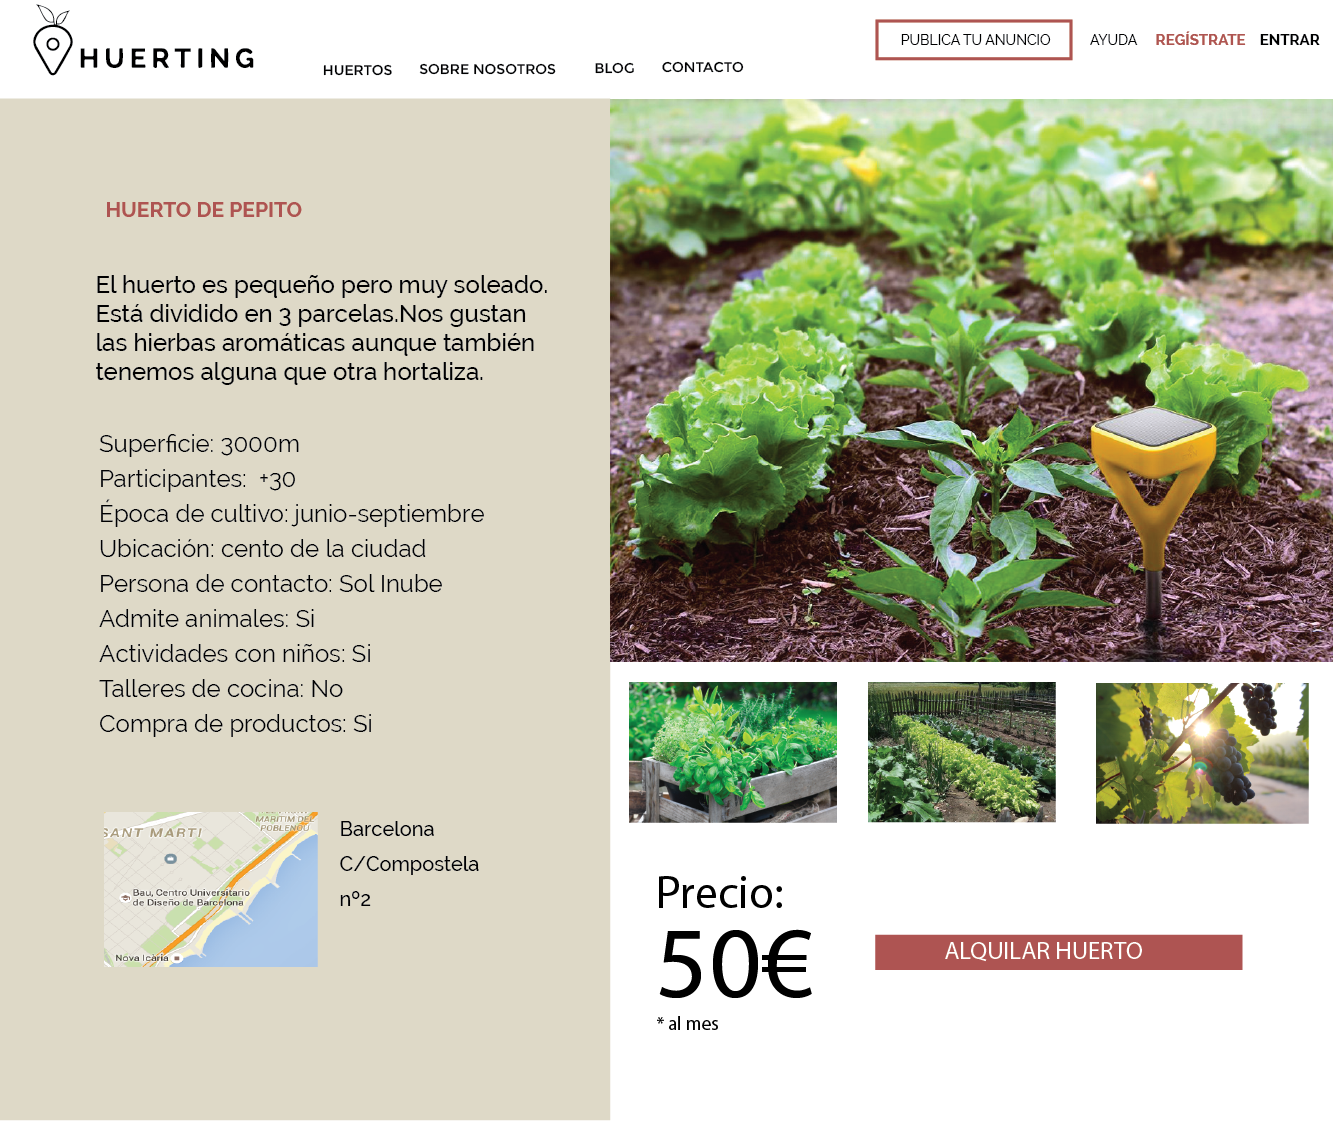 HUERTING
HUERTOS
SOBRE NOSOTROS
BLOG
CONTACTO
PUBLICA TU ANUNCIO
AYUDA
REGÍSTRATE
ENTRAR
HUERTO DE PEPITO
El huerto es pequeño pero muy soleado.
Está dividido en 3 parcelas.Nos gustan
las hierbas aromáticas aunque también
tenemos alguna que otra hortaliza.
Superficie: 3000m
Participantes:  +30
Época de cultivo: junio-septiembre
Ubicación: cento de la ciudad
Persona de contacto: Sol Inube
Admite animales: Si
Actividades con niños: Si
Talleres de cocina: No
Compra de productos: Si
SANT MARTI
MARITIM DEL
POBLENOU
Bau, Centro Universitario
de Diseño de Barcelona
Nova Icaria
Barcelona
C/Compostela
nº2
Precio:
50€
* al mes
ALQUILAR HUERTO